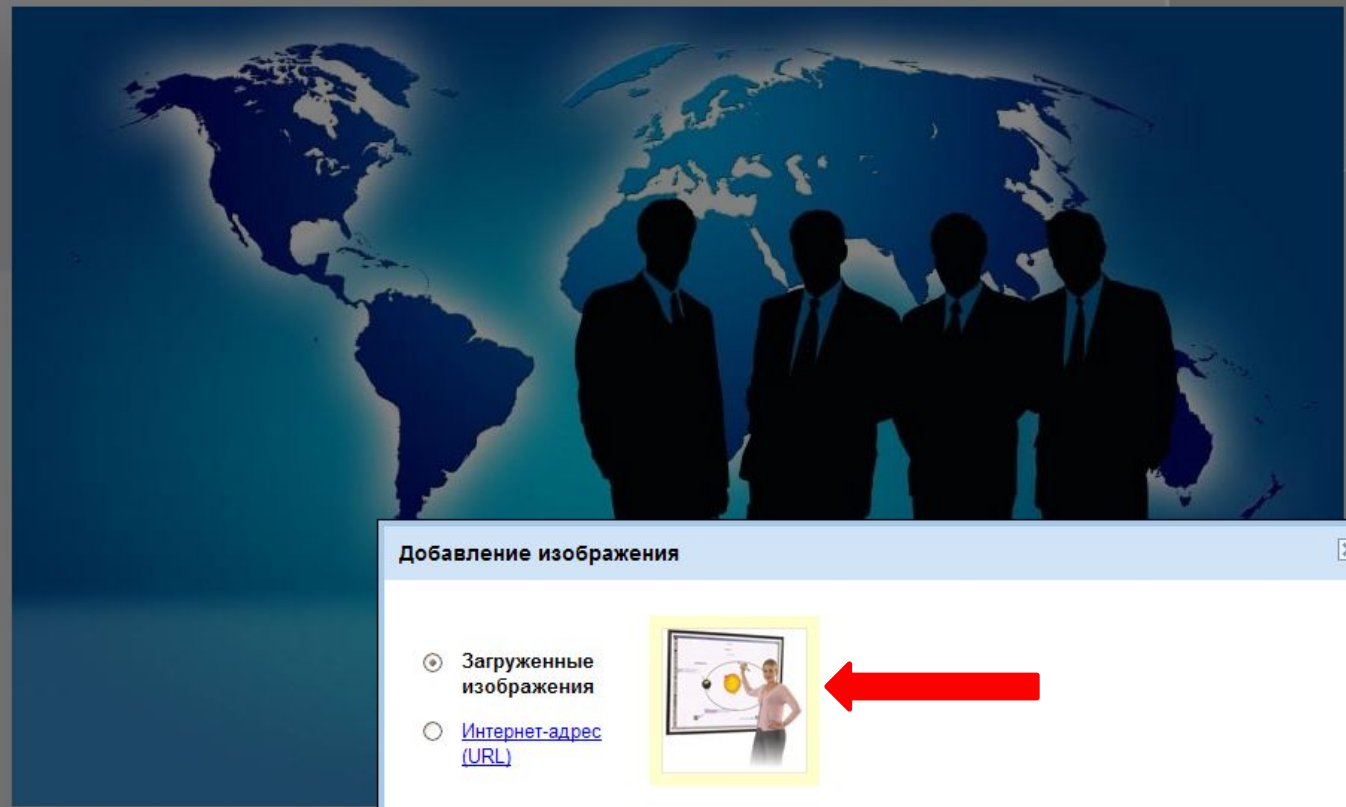 Добавление изображения
Загруженные
изображения
Интернет-адрес
(URL)